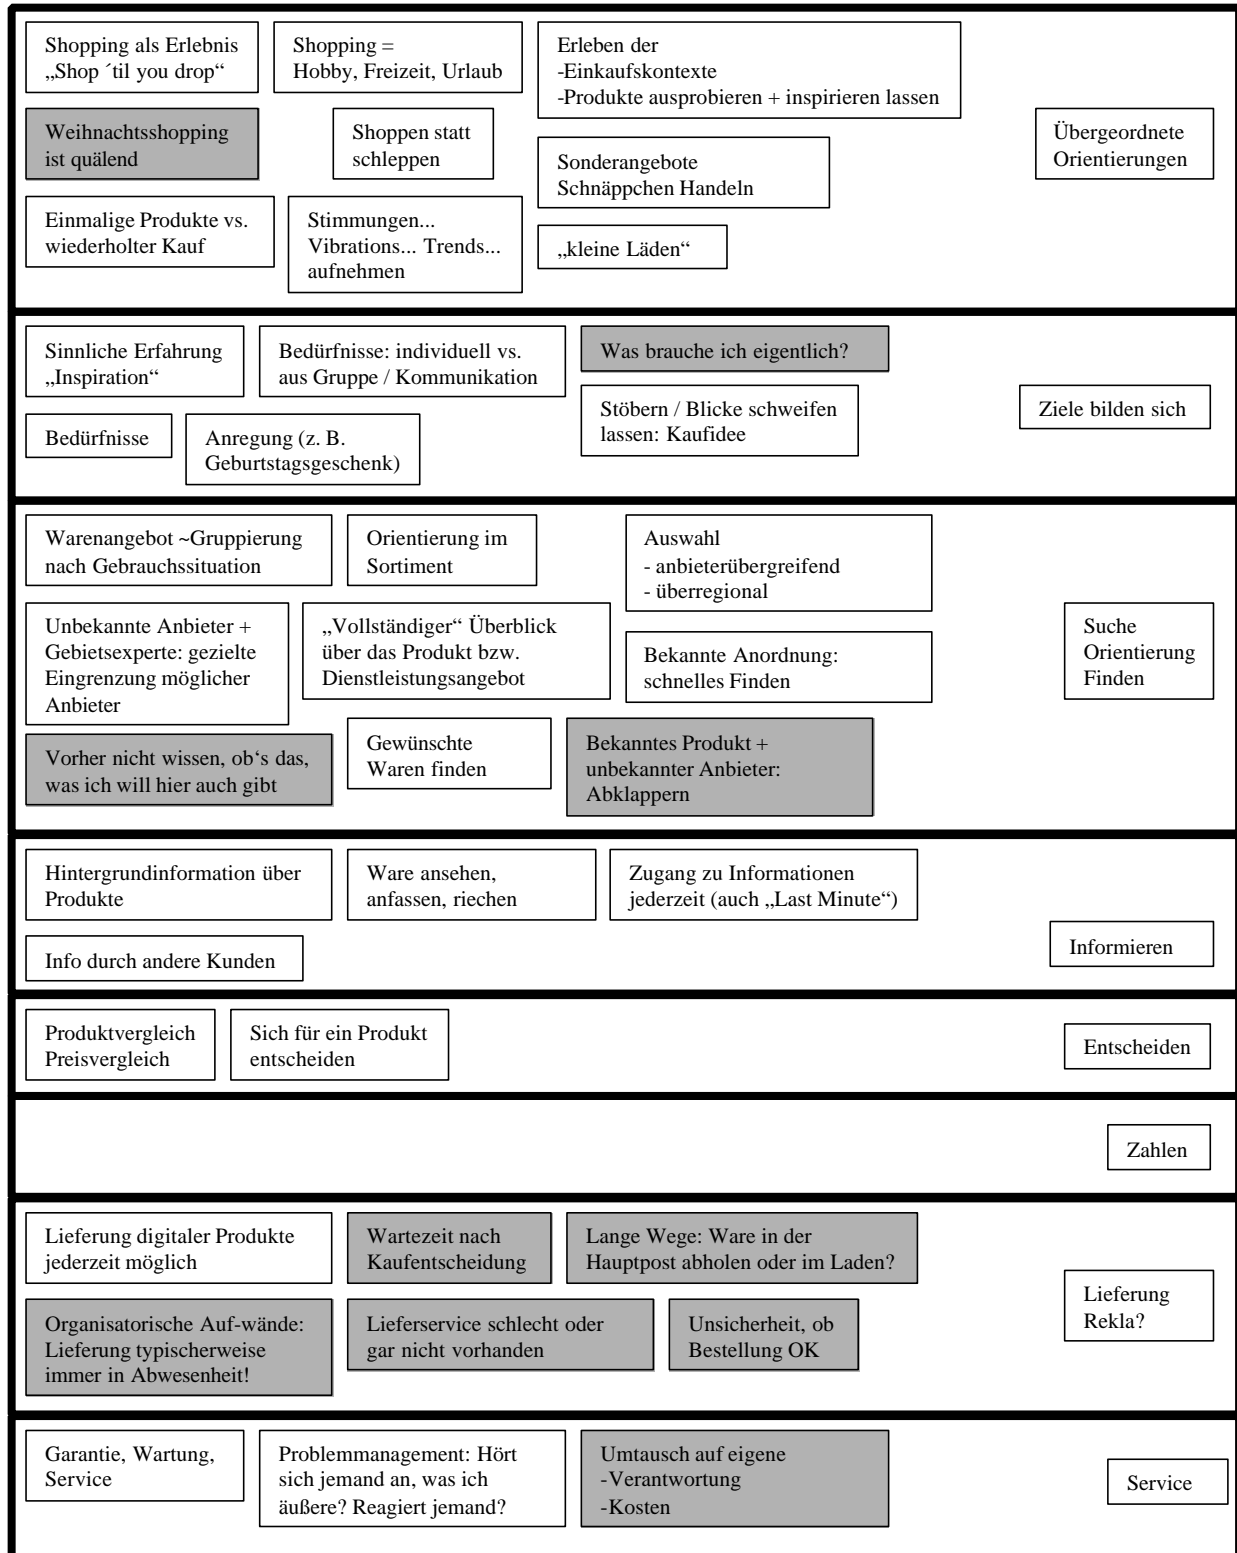 Shopping als Erlebnis
„Shop ´til you drop“
Shopping =
Hobby, Freizeit, Urlaub
Erleben der
-Einkaufskontexte
-Produkte ausprobieren + inspirieren lassen
Weihnachtsshopping
ist quälend
Shoppen statt
schleppen
Sonderangebote
Schnäppchen Handeln
Übergeordnete
Orientierungen
Einmalige Produkte vs.
wiederholter Kauf
Stimmungen...
Vibrations... Trends...
aufnehmen
„kleine Läden“
Sinnliche Erfahrung
„Inspiration“
Bedürfnisse: individuell vs.
aus Gruppe / Kommunikation
Was brauche ich eigentlich?
Bedürfnisse
Anregung (z. B.
Geburtstagsgeschenk)
Stöbern / Blicke schweifen
lassen: Kaufidee
Ziele bilden sich
Warenangebot ~Gruppierung
nach Gebrauchssituation
Orientierung im
Sortiment
Auswahl
- anbieterübergreifend
- überregional
Unbekannte Anbieter +
Gebietsexperte: gezielte
Eingrenzung möglicher
Anbieter
„Vollständiger“ Überblick
über das Produkt bzw.
Dienstleistungsangebot
Bekannte Anordnung:
schnelles Finden
Suche
Orientierung
Finden
Vorher nicht wissen, ob‘s das,
was ich will hier auch gibt
Gewünschte
Waren finden
Bekanntes Produkt +
unbekannter Anbieter:
Abklappern
Hintergrundinformation über
Produkte
Ware ansehen,
anfassen, riechen
Zugang zu Informationen
jederzeit (auch „Last Minute“)
Info durch andere Kunden
Informieren
Produktvergleich
Preisvergleich
Sich für ein Produkt
entscheiden
Entscheiden
Zahlen
Lieferung digitaler Produkte
jederzeit möglich
Wartezeit nach
Kaufentscheidung
Lange Wege: Ware in der
Hauptpost abholen oder im Laden?
Organisatorische Auf-wände:
Lieferung typischerweise
immer in Abwesenheit!
Lieferservice schlecht oder
gar nicht vorhanden
Unsicherheit, ob
Bestellung OK
Lieferung
Rekla?
Garantie, Wartung,
Service
Problemmanagement: Hört
sich jemand an, was ich
äußere? Reagiert jemand?
Umtausch auf eigene
-Verantwortung
-Kosten
Service